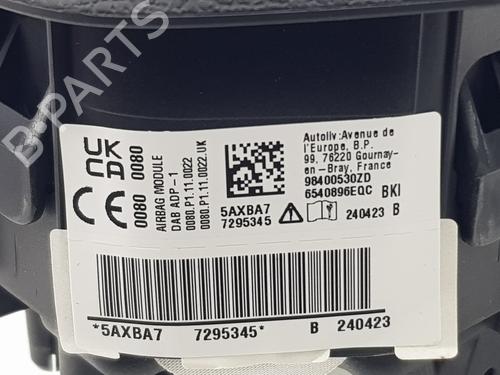 B-PARTS
UK
CA
CE
0080 0080
AIRBAG MODULE
DAB ADP-1
0080.P1.11.0022
0080.P1.11.0022.UK
5AXBA7
7295345
Autoliv:Avenue de
l'Europe, B.P.
99, 76220 Gournay-
en-Bray, France
98400530ZD
6540896EQC BKI
240423 B
*5AXBA7 7295345* B 240423